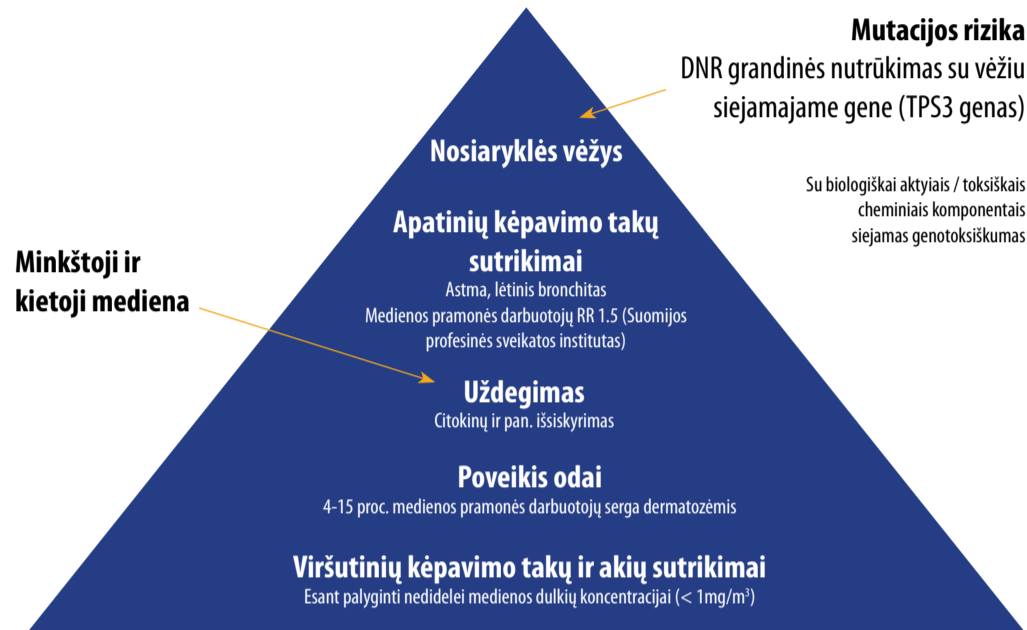 Mutacijos rizika
DNR grandinės nutrūkimas su vėžiu
siejamajame gene (TPS3 genas)
Su biologiškai aktyiais / toksiškais
cheminiais komponentais
siejamas genotoksiškumas
Minkštoji ir
kietoji mediena
Nosiaryklės vėžys
Apatinių kėpavimo takų
sutrikimai
Astma, lėtinis bronchitas
Medienos pramonės darbuotojų RR 1.5 (Suomijos
profesinės sveikatos institutas)
Uždegimas
Citokinų ir pan. išsiskyrimas
Poveikis odai
4-15 proc. medienos pramonės darbuotojų serga dermatozėmis
Viršutinių kėpavimo takų ir akių sutrikimai
Esant palyginti nedidelei medienos dulkių koncentracijai (< 1mg/m³)